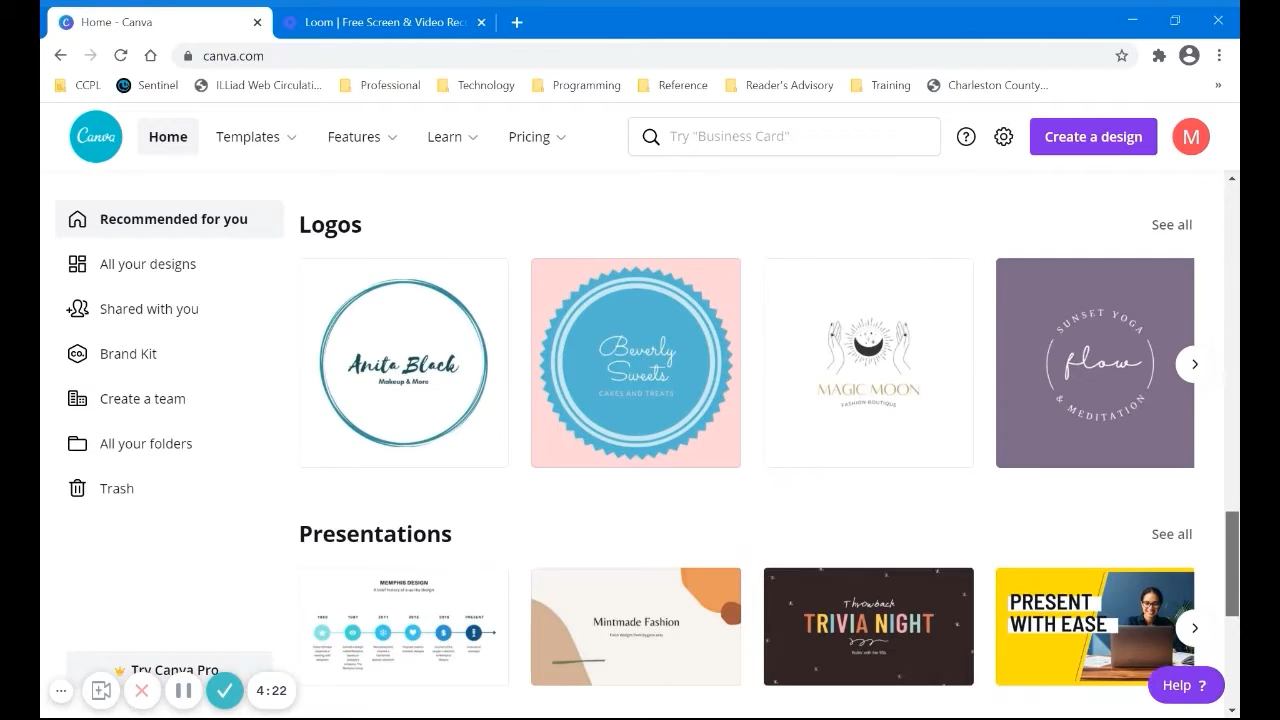 Home - Canva
Loom | Free Screen & Video Rec
canva.com
CCPL
Sentinel
ILLiad Web Circulati...
Professional
Technology
Programming
Reference
Reader's Advisory
Training
Charleston County...
»
Canva
Home
Templates
Features
Learn
Pricing
Try "Business Card"
Create a design
M
Recommended for you
All your designs
Shared with you
Brand Kit
Create a team
All your folders
Trash
Try Canva Pro
4:22
Logos
See all
Anita Black
Makeup & More
Beverly
Sweets
CAKES AND TREATS
MAGIC MOON
FASHION BOUTIQUE
SUNSET YOGA
flow
& MEDITATION
Presentations
See all
MEMPHIS DESIGN
PRESENT
Mintmade Fashion
Throwback
TRIVIA NIGHT
PRESENT
WITH EASE
Help ?